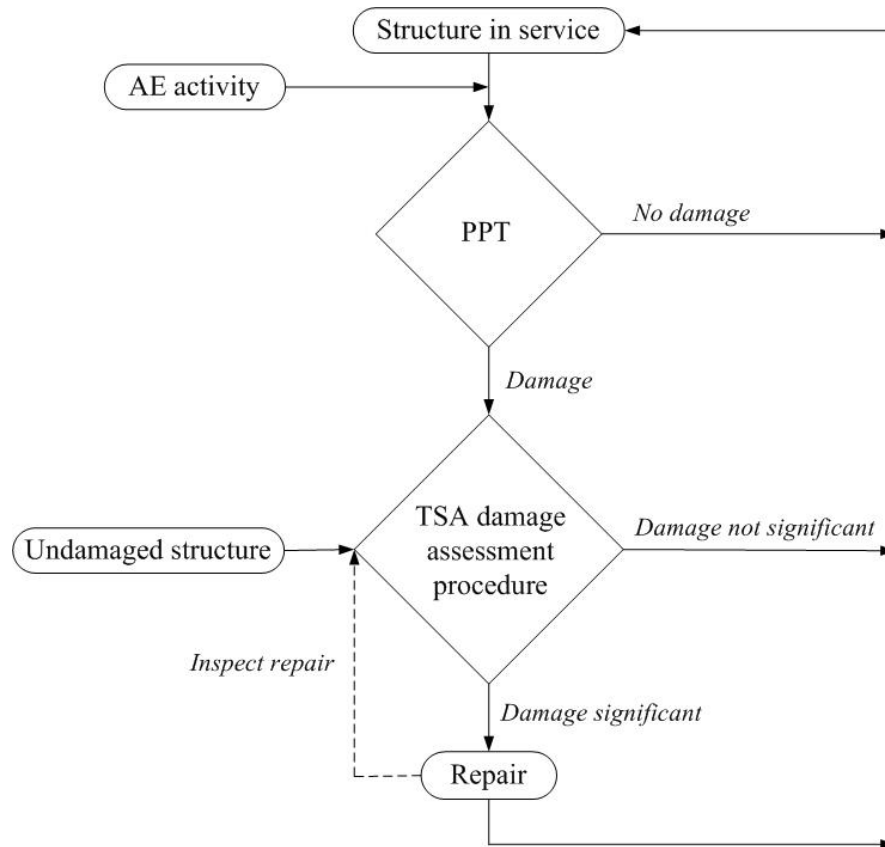 Structure in service
AE activity
PPT
No damage
Damage
Undamaged structure
TSA damage
assessment
procedure
Damage not significant
Inspect repair
Damage significant
Repair